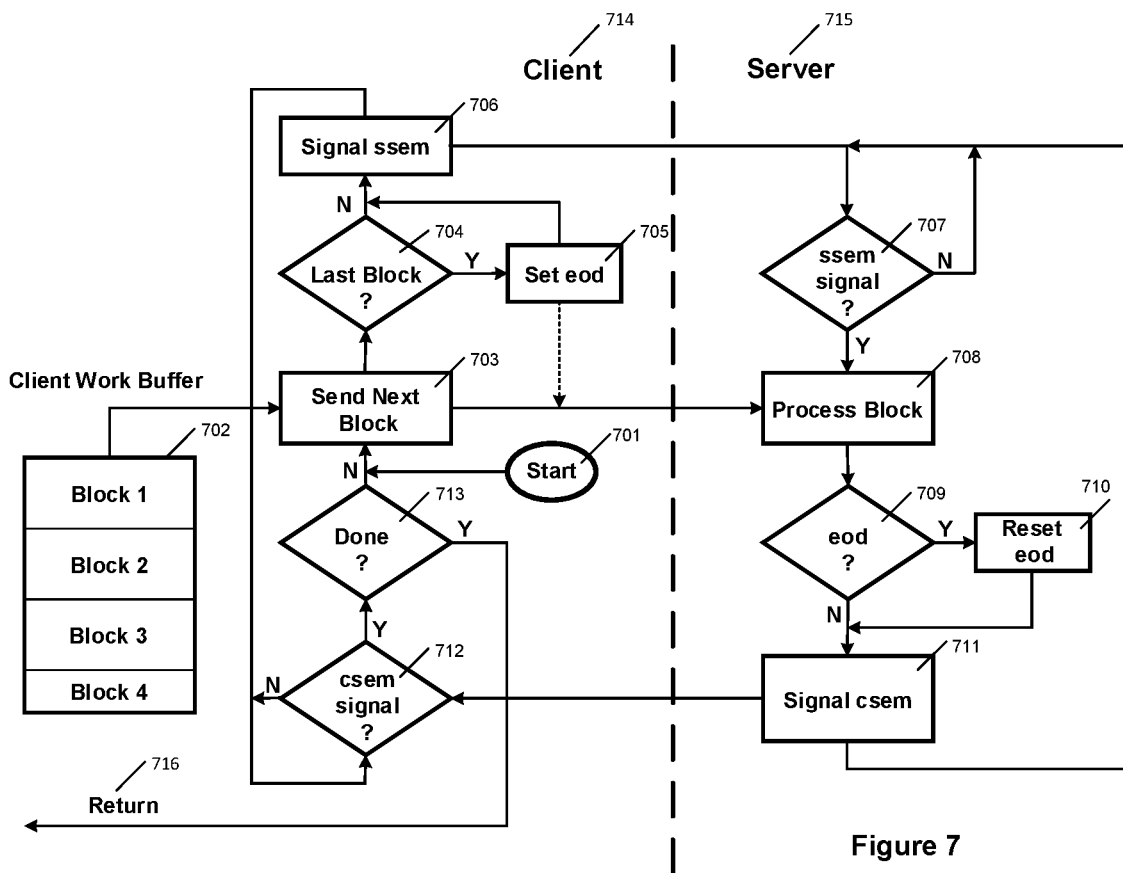 714
Client
715
Server
706
Signal ssem
N
704
Last Block
?
Y
705
Set eod
707
ssem
signal
?
N
Y
Client Work Buffer
703
Send Next
Block
708
Process Block
702
Block 1
Block 2
Block 3
Block 4
701
Start
N
713
Done
?
Y
709
eod
?
Y
710
Reset
eod
N
Y
712
csem
signal
?
N
711
Signal csem
716
Return
Figure 7